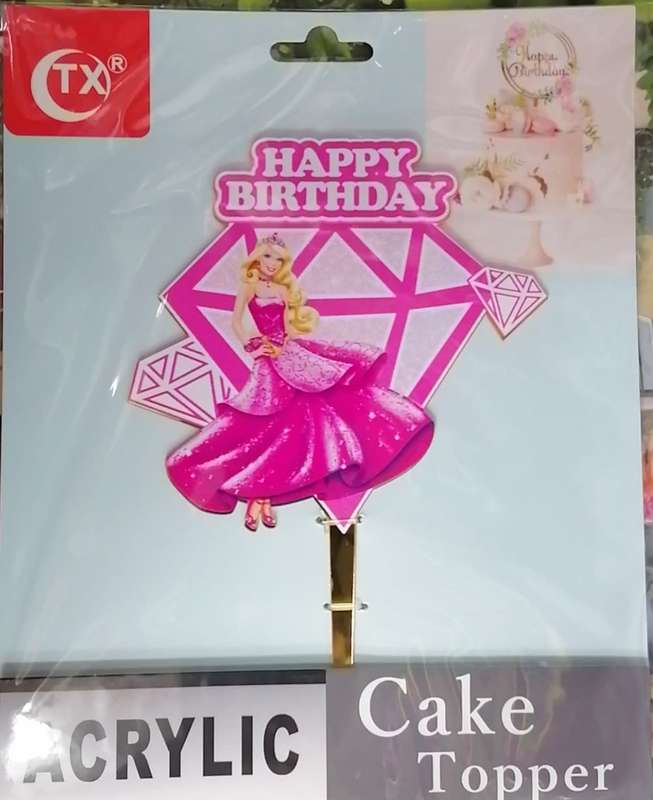 TX®
Happy
Birthday
HAPPY
BIRTHDAY
ACRYLIC
Cake
Topper